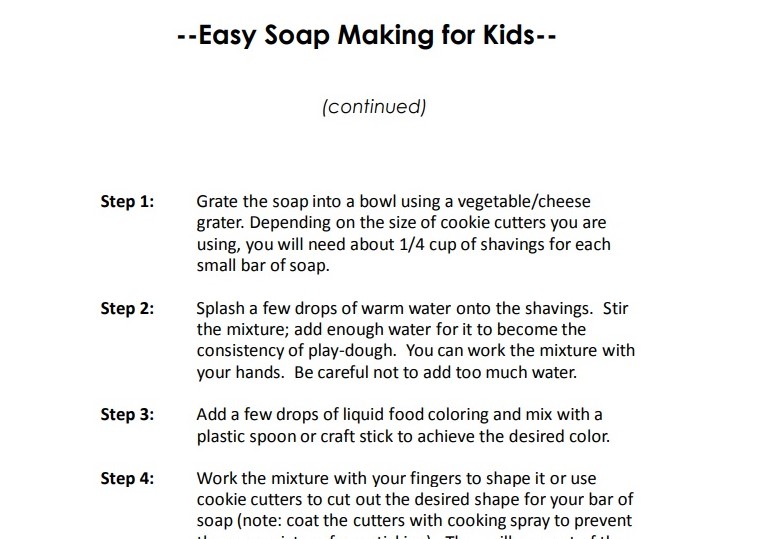 --Easy Soap Making for Kids--
(continued)
Step 1: Grate the soap into a bowl using a vegetable/cheese
grater. Depending on the size of cookie cutters you are
using, you will need about 1/4 cup of shavings for each
small bar of soap.
Step 2: Splash a few drops of warm water onto the shavings.  Stir
the mixture; add enough water for it to become the
consistency of play-dough.  You can work the mixture with
your hands.  Be careful not to add too much water.
Step 3: Add a few drops of liquid food coloring and mix with a
plastic spoon or craft stick to achieve the desired color.
Step 4: Work the mixture with your fingers to shape it or use
cookie cutters to cut out the desired shape for your bar of
soap (note: coat the cutters with cooking spray to prevent